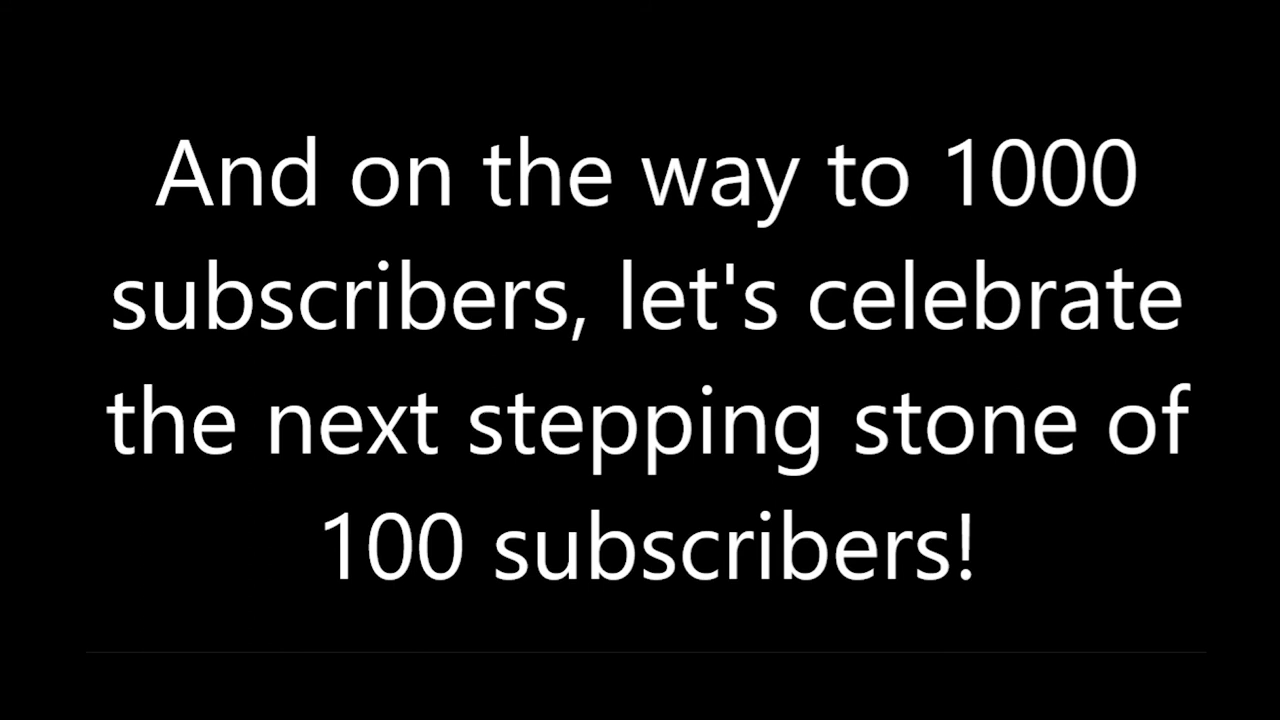 And on the way to 1000
subscribers, let's celebrate
the next stepping stone of
100 subscribers!